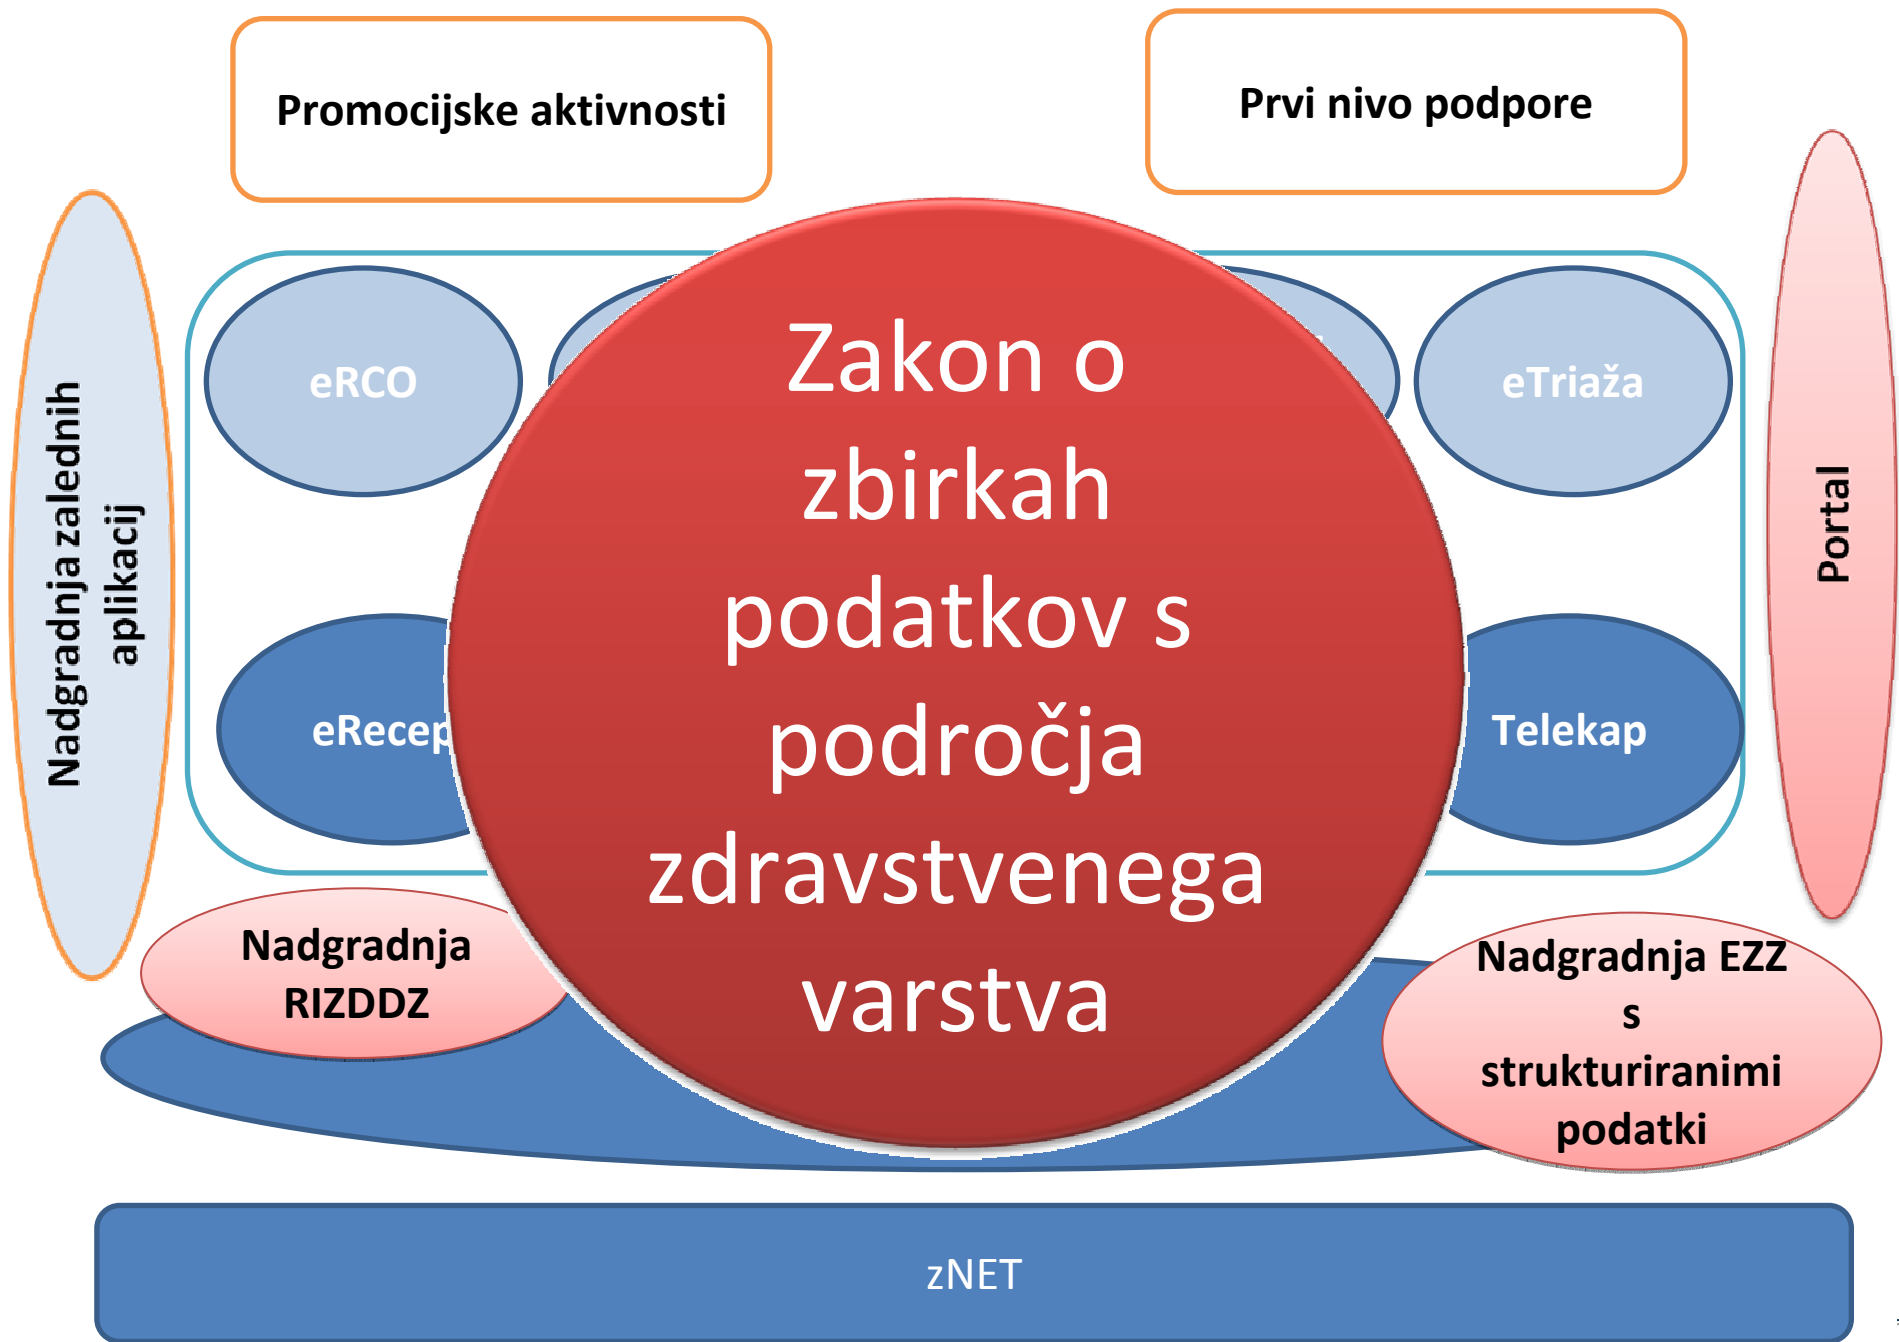 Promocijske aktivnosti
Prvi nivo podpore
Nadgradnja zalednih
aplikacij
eRCO
eTriaža
Zakon o
zbirkah
podatkov s
področja
zdravstvenega
varstva
Portal
eRecep
Telekap
Nadgradnja
RIZDDZ
Nadgradnja EZZ
s
strukturiranimi
podatki
zNET